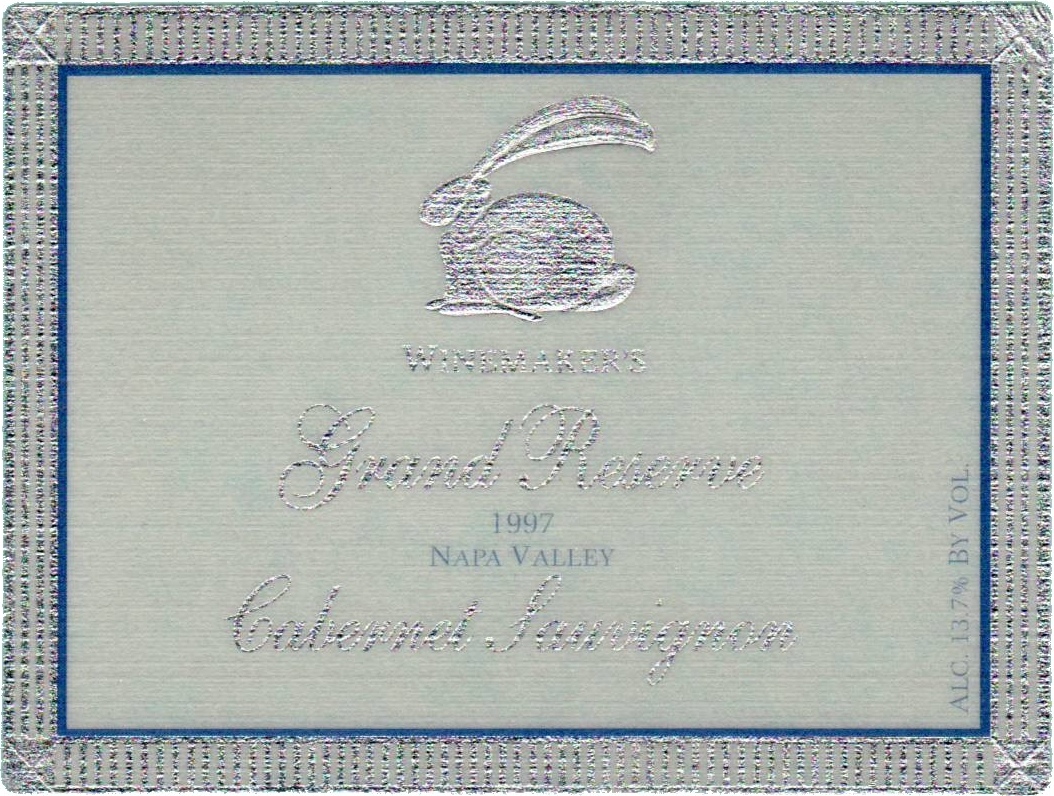 WINEMAKER'S
Grand Reserve
1997
NAPA VALLEY
Cabernet Sauvignon
ALC. 13.7% BY VOL.